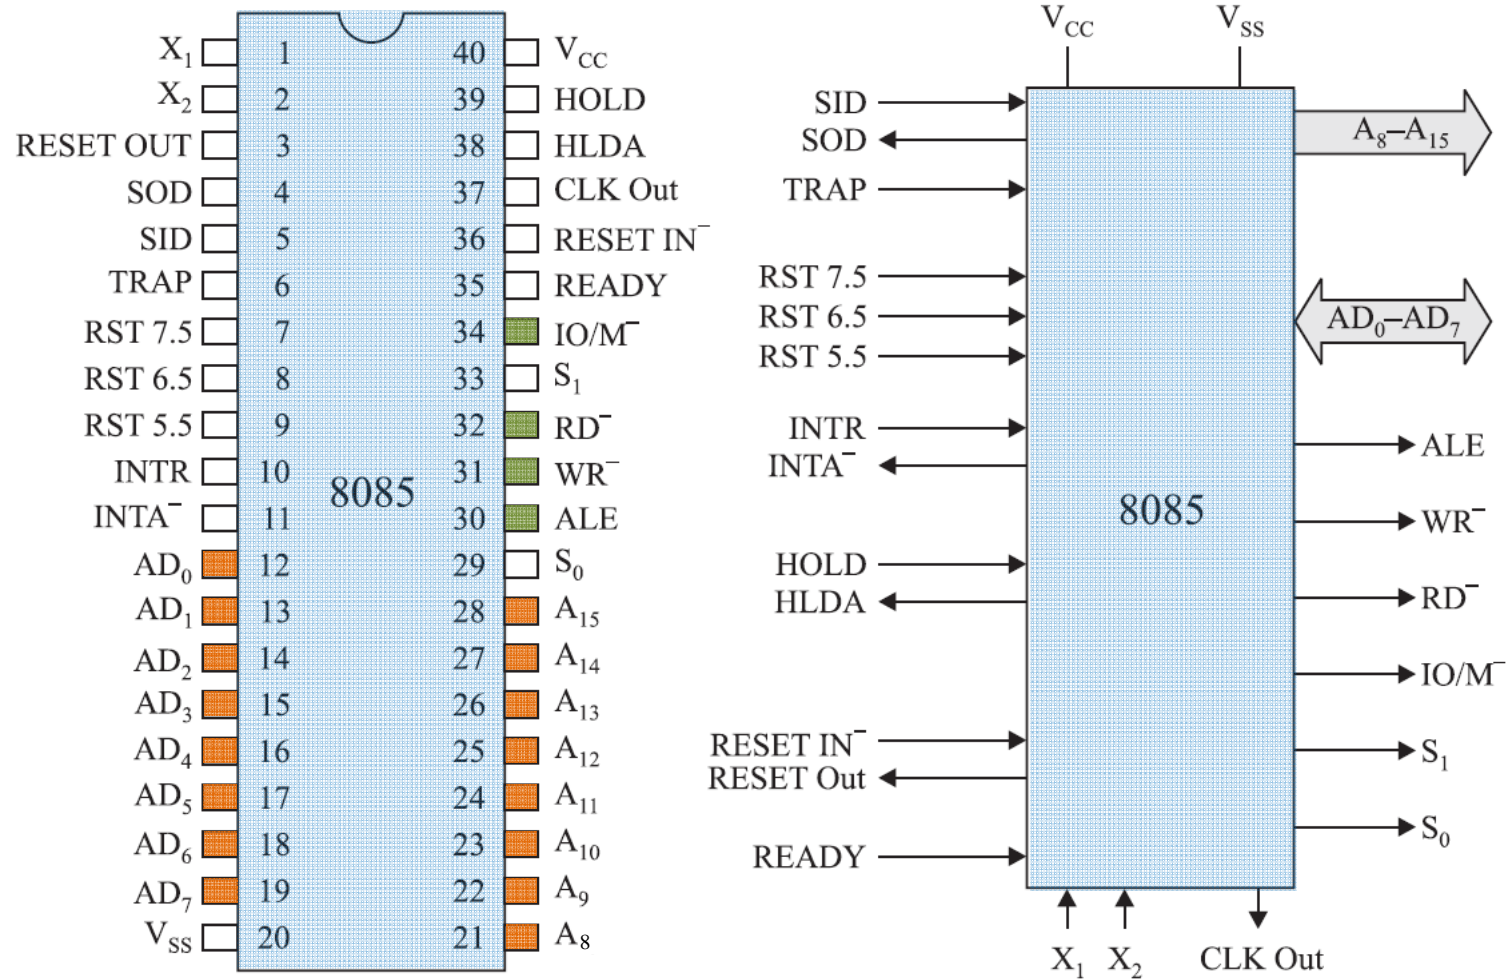 X₁ 1 40 V_CC
X₂ 2 39 HOLD
RESET OUT 3 38 HLDA
SOD 4 37 CLK Out
SID 5 36 RESET IN‾
TRAP 6 35 READY
RST 7.5 7 34 IO/M‾
RST 6.5 8 33 S₁
RST 5.5 9 32 RD‾
INTR 10 31 WR‾
8085
INTA‾ 11 30 ALE
AD₀ 12 29 S₀
AD₁ 13 28 A₁₅
AD₂ 14 27 A₁₄
AD₃ 15 26 A₁₃
AD₄ 16 25 A₁₂
AD₅ 17 24 A₁₁
AD₆ 18 23 A₁₀
AD₇ 19 22 A₉
V_SS 20 21 A₈
V_CC V_SS
SID
SOD
A₈–A₁₅
TRAP
RST 7.5
RST 6.5
AD₀–AD₇
RST 5.5
INTR
INTA‾
ALE
8085
WR‾
HOLD
HLDA
RD‾
IO/M‾
RESET IN‾
RESET Out
S₁
S₀
READY
X₁ X₂ CLK Out